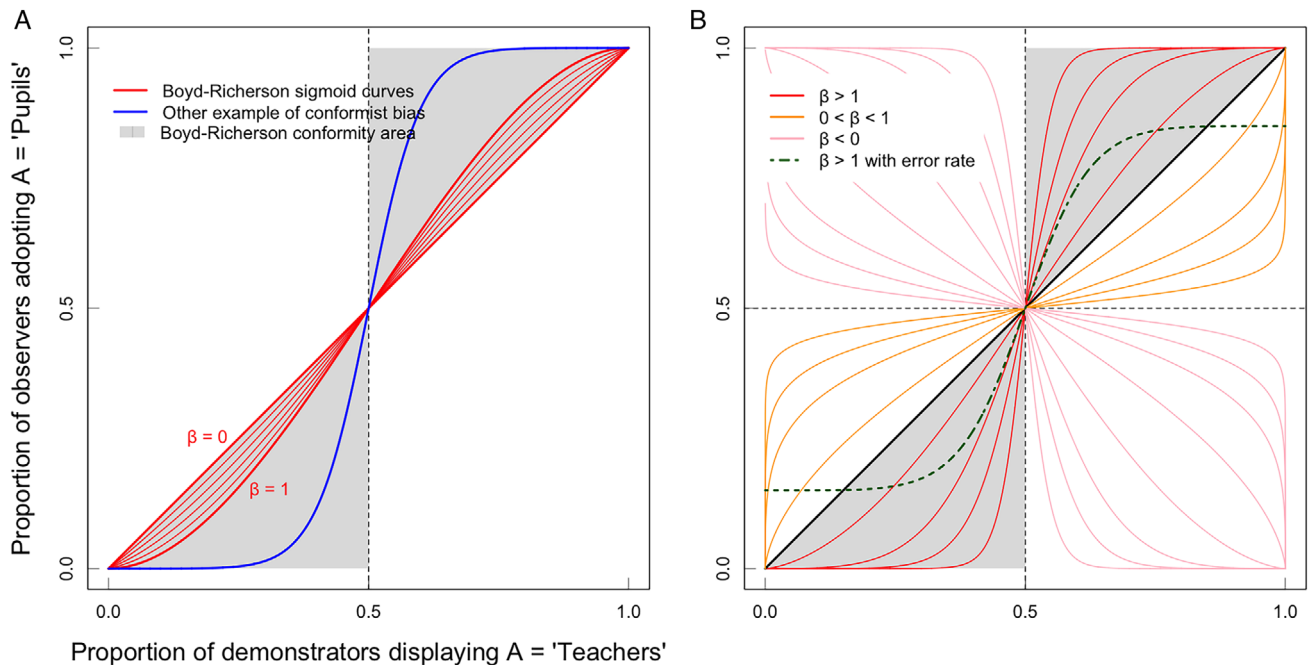 A
Proportion of observers adopting A = 'Pupils'
1.0
0.5
0.0
Boyd-Richerson sigmoid curves
Other example of conformist bias
Boyd-Richerson conformity area
β = 0
β = 1
0.0 0.5 1.0
Proportion of demonstrators displaying A = 'Teachers'
B
1.0
0.5
0.0
β > 1
0 < β < 1
β < 0
β > 1 with error rate
0.0 0.5 1.0